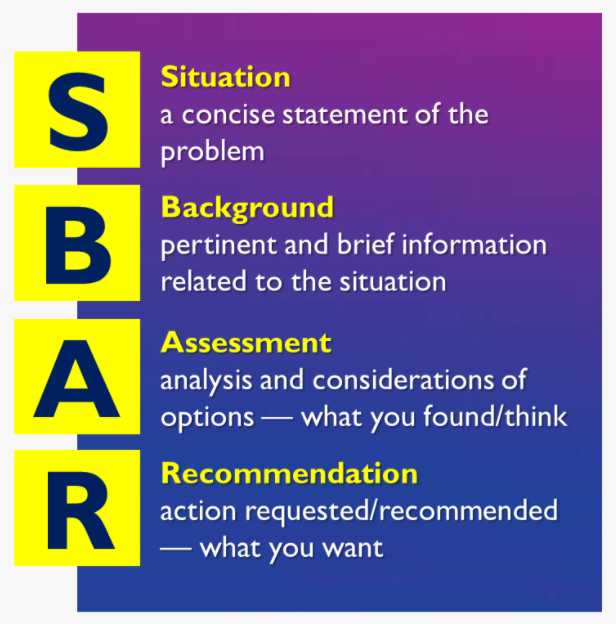 S
Situation
a concise statement of the
problem
B
Background
pertinent and brief information
related to the situation
A
Assessment
analysis and considerations of
options — what you found/think
R
Recommendation
action requested/recommended
— what you want